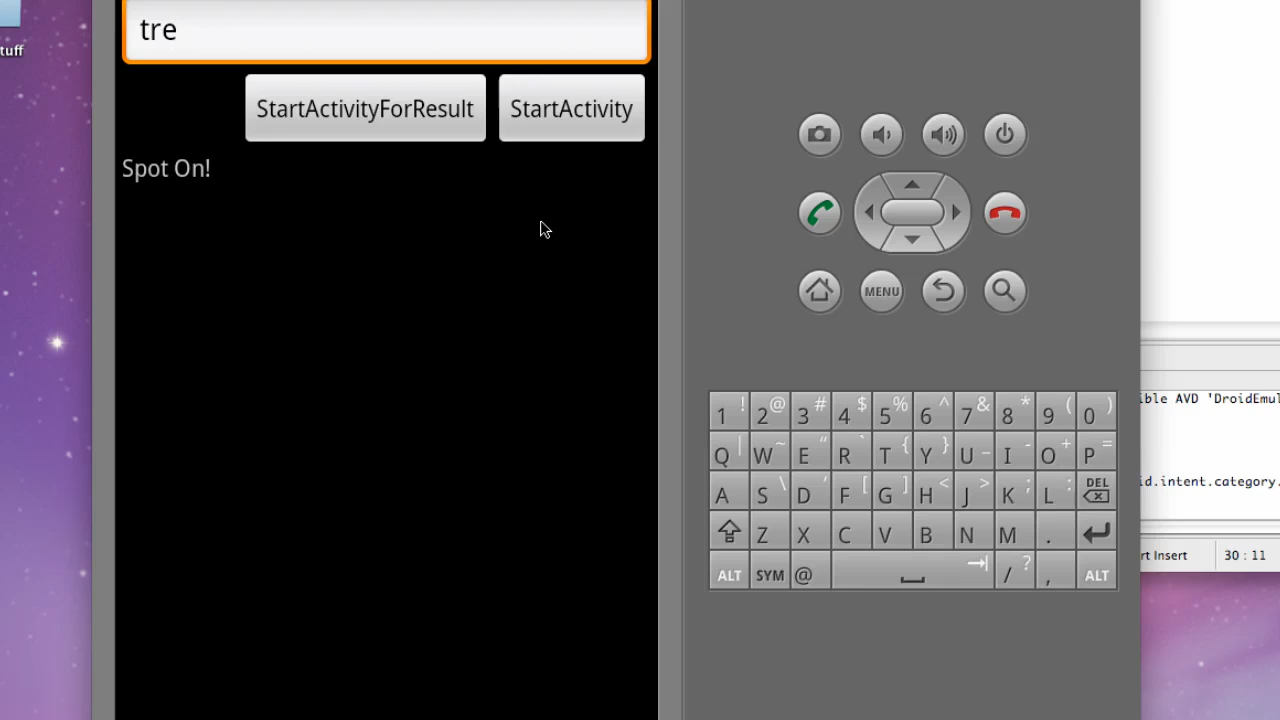 tuff
tre
StartActivityForResult
StartActivity
Spot On!
MENU
1 ! 2 @ 3 # 4 $ 5 % 6 ^ 7 & 8 * 9 ( 0 )
Q | W ~ E " R ` T { Y } U _ I - O + P =
A S \ D ' F [ G ] H < J > K ; L : DEL
Z X C V B N M .
ALT SYM @ / ? , ALT
ible AVD 'DroidEmul
id.intent.category.
rt Insert
30 : 11